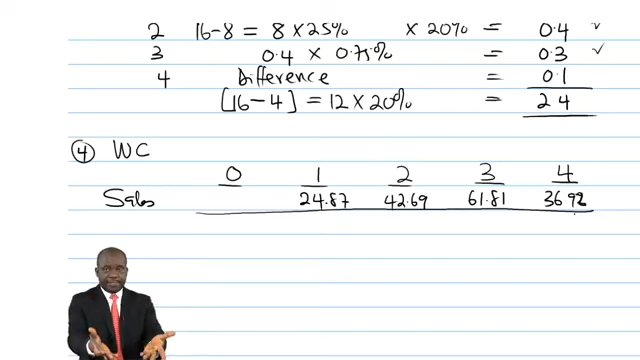 2 16-8 = 8 x 25% x 20% = 0.4 ✓
3 0.4 x 0.75% = 0.3 ✓
4 Difference = 0.1
[16-4] = 12 x 20% = 2.4
④ WC
0 1 2 3 4
Sales 24.87 42.69 61.81 36.92